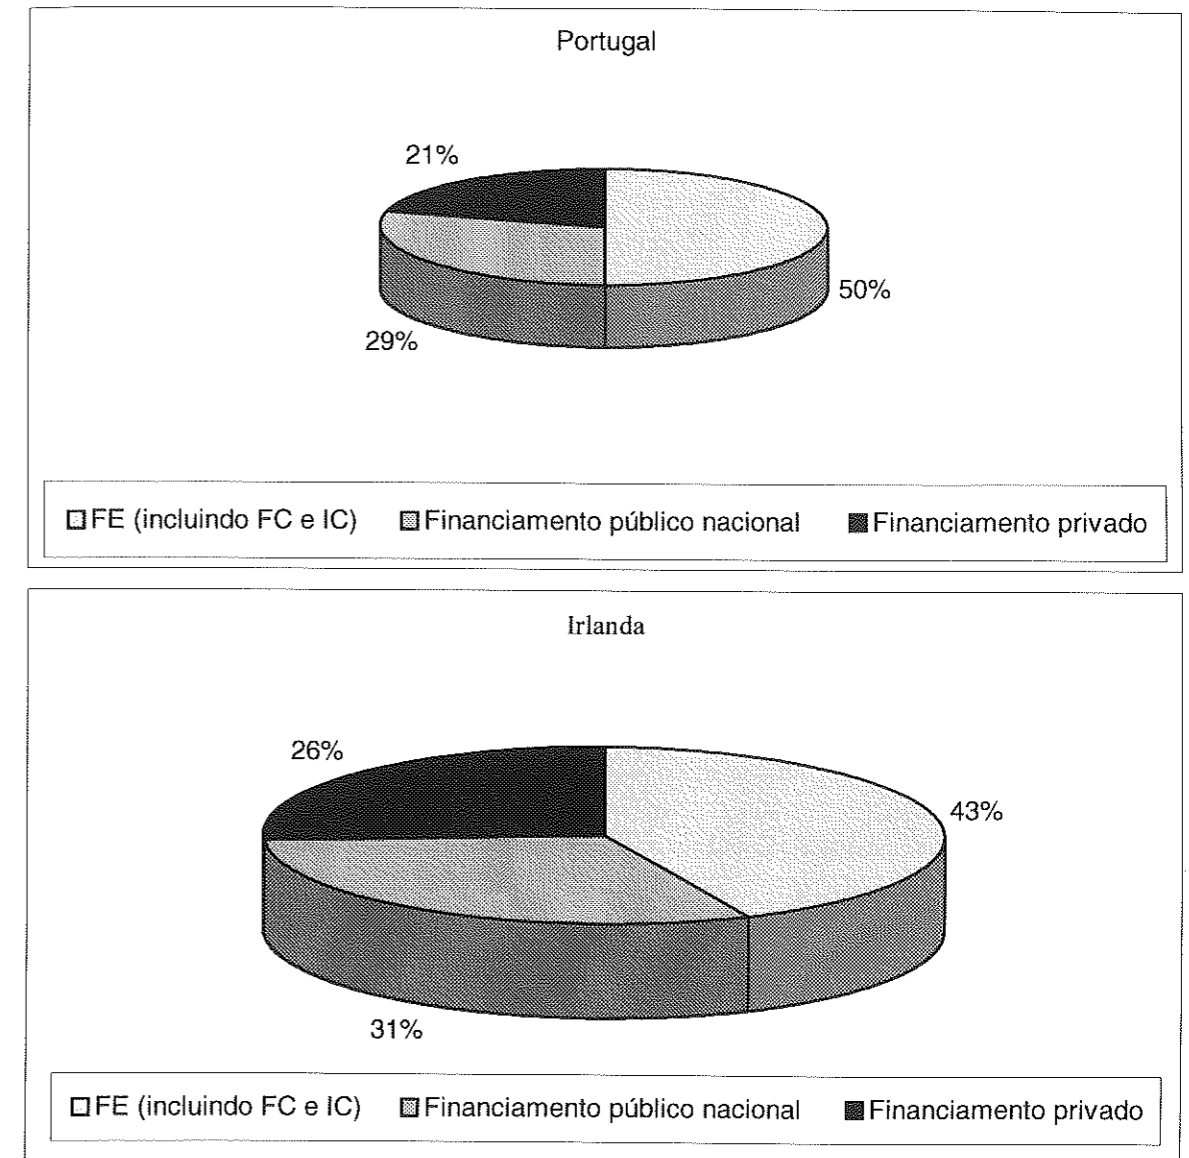 Portugal
21%
50%
29%
FE (incluindo FC e IC) Financiamento público nacional Financiamento privado
Irlanda
26%
43%
31%
FE (incluindo FC e IC) Financiamento público nacional Financiamento privado